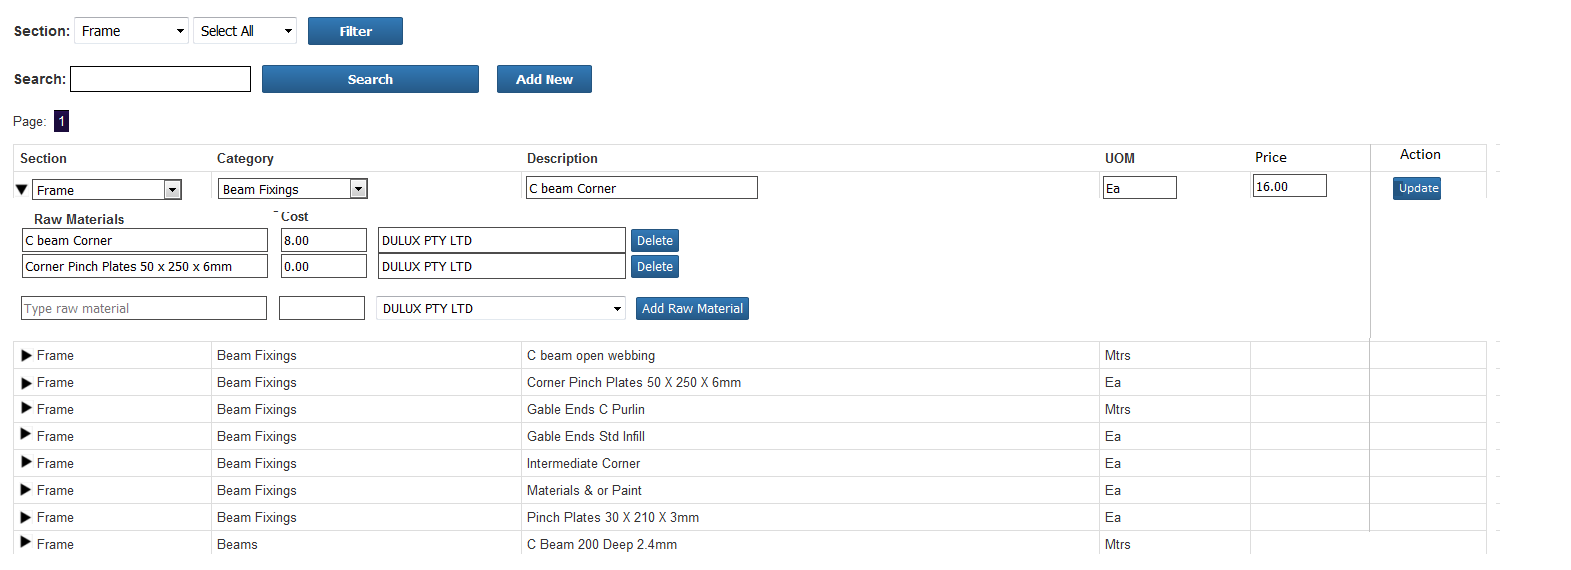 Section: Frame Select All Filter
Search: Search Add New
Page: 1
Section Category Description UOM Price Action
Frame Beam Fixings C beam Corner Ea 16.00 Update
Raw Materials Cost
C beam Corner 8.00 DULUX PTY LTD Delete
Corner Pinch Plates 50 x 250 x 6mm 0.00 DULUX PTY LTD Delete
Type raw material DULUX PTY LTD Add Raw Material
Frame Beam Fixings C beam open webbing Mtrs
Frame Beam Fixings Corner Pinch Plates 50 X 250 X 6mm Ea
Frame Beam Fixings Gable Ends C Purlin Mtrs
Frame Beam Fixings Gable Ends Std Infill Ea
Frame Beam Fixings Intermediate Corner Ea
Frame Beam Fixings Materials & or Paint Ea
Frame Beam Fixings Pinch Plates 30 X 210 X 3mm Ea
Frame Beams C Beam 200 Deep 2.4mm Mtrs